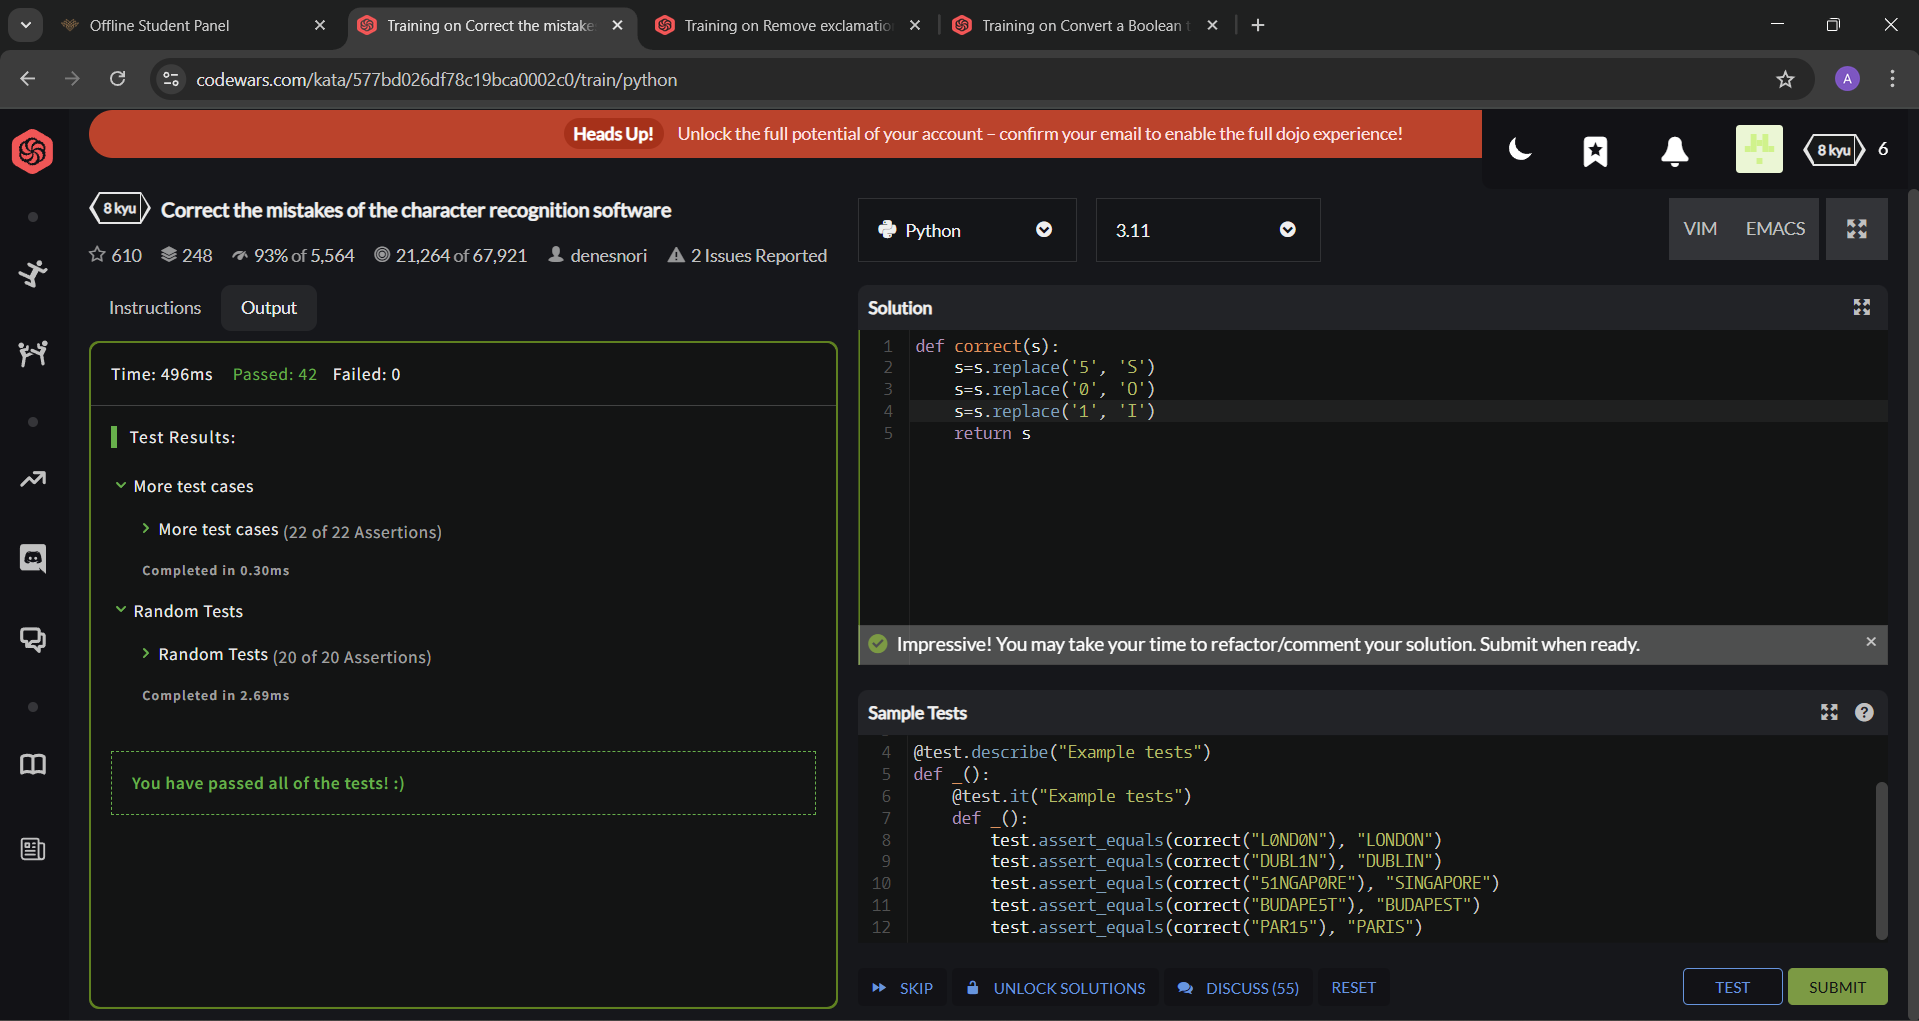 Offline Student Panel
Training on Correct the mistake
Training on Remove exclamatio
Training on Convert a Boolean t
codewars.com/kata/577bd026df78c19bca0002c0/train/python
A
Heads Up! Unlock the full potential of your account – confirm your email to enable the full dojo experience!
8 kyu 6
8 kyu Correct the mistakes of the character recognition software
610 248 93% of 5,564 21,264 of 67,921 denesnori 2 Issues Reported
Python
3.11
VIM EMACS
Instructions
Output
Time: 496ms Passed: 42 Failed: 0
Test Results:
More test cases
More test cases (22 of 22 Assertions)
Completed in 0.30ms
Random Tests
Random Tests (20 of 20 Assertions)
Completed in 2.69ms
You have passed all of the tests! :)
Solution
1 def correct(s):
2 s=s.replace('5', 'S')
3 s=s.replace('0', 'O')
4 s=s.replace('1', 'I')
5 return s
Impressive! You may take your time to refactor/comment your solution. Submit when ready.
Sample Tests
4 @test.describe("Example tests")
5 def _():
6 @test.it("Example tests")
7 def _():
8 test.assert_equals(correct("L0ND0N"), "LONDON")
9 test.assert_equals(correct("DUBL1N"), "DUBLIN")
10 test.assert_equals(correct("51NGAP0RE"), "SINGAPORE")
11 test.assert_equals(correct("BUDAPE5T"), "BUDAPEST")
12 test.assert_equals(correct("PAR15"), "PARIS")
SKIP
UNLOCK SOLUTIONS
DISCUSS (55)
RESET
TEST
SUBMIT